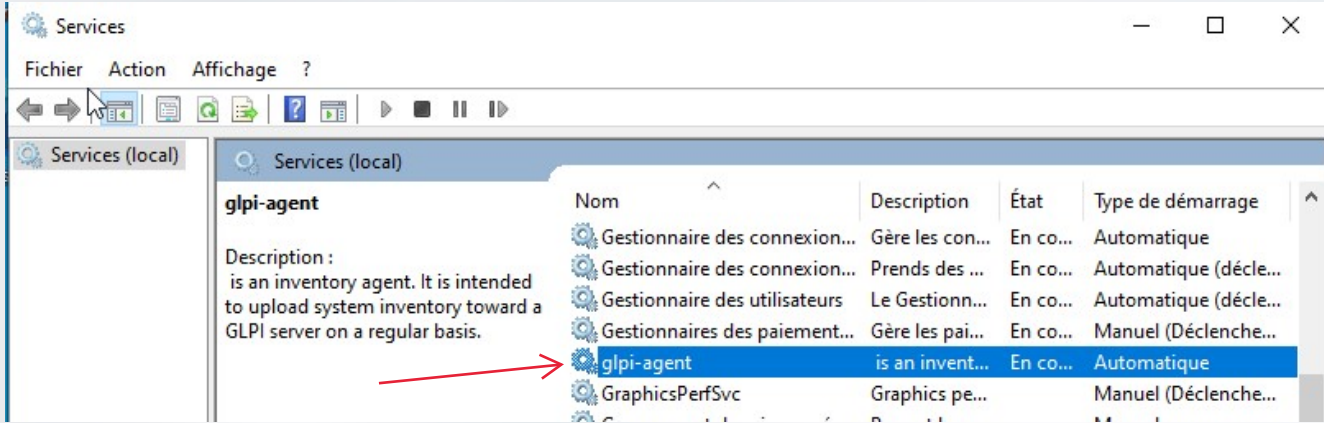 Services
Fichier Action Affichage ?
Services (local)
Services (local)
glpi-agent
Description :
is an inventory agent. It is intended
to upload system inventory toward a
GLPI server on a regular basis.
Nom Description État Type de démarrage
Gestionnaire des connexion... Gère les con... En co... Automatique
Gestionnaire des connexion... Prends des ... En co... Automatique (décle...
Gestionnaire des utilisateurs Le Gestionn... En co... Automatique (décle...
Gestionnaires des paiement... Gère les pai... En co... Manuel (Déclenche...
glpi-agent is an invent... En co... Automatique
GraphicsPerfSvc Graphics pe... Manuel (Déclenche...